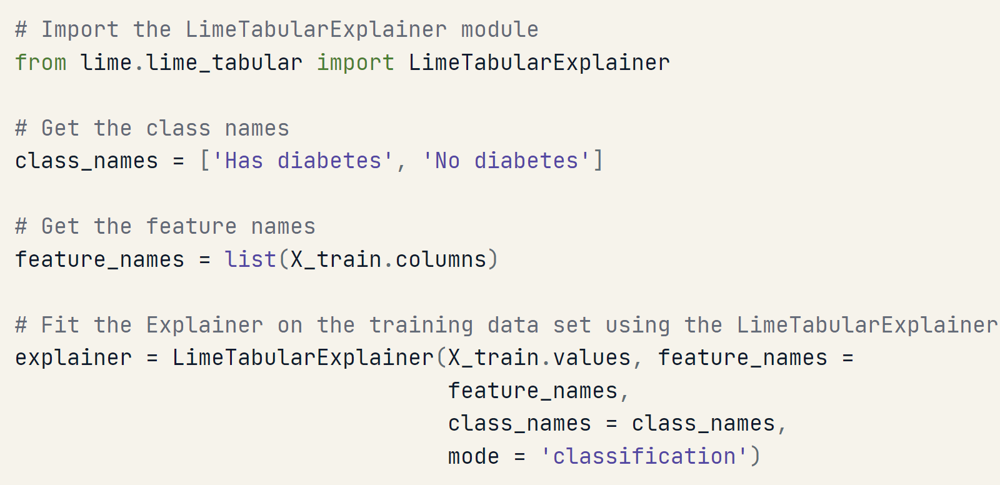 # Import the LimeTabularExplainer module
from lime.lime_tabular import LimeTabularExplainer
# Get the class names
class_names = ['Has diabetes', 'No diabetes']
# Get the feature names
feature_names = list(X_train.columns)
# Fit the Explainer on the training data set using the LimeTabularExplainer
explainer = LimeTabularExplainer(X_train.values, feature_names =
feature_names,
class_names = class_names,
mode = 'classification')